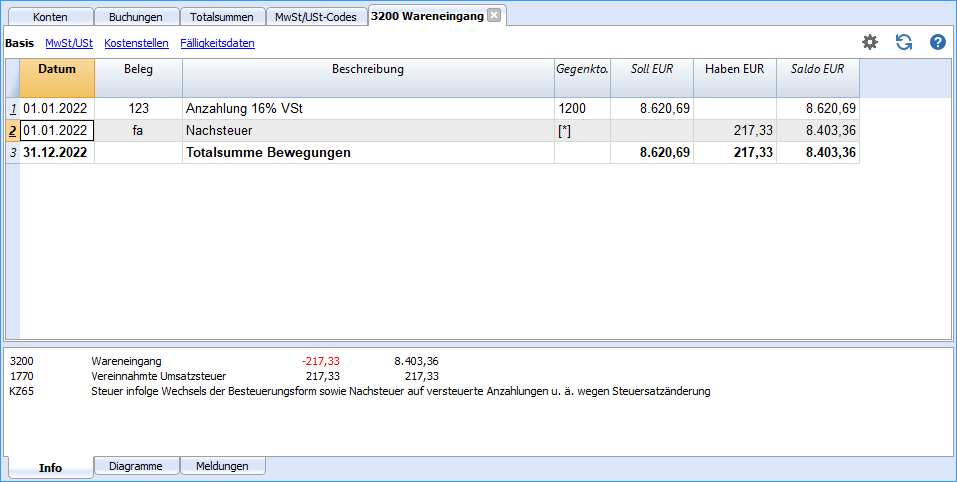 Konten Buchungen Totalsummen MwSt/USt-Codes 3200 Wareneingang
Basis MwSt/USt Kostenstellen Fälligkeitsdaten
Datum Beleg Beschreibung Gegenkto. Soll EUR Haben EUR Saldo EUR
1 01.01.2022 123 Anzahlung 16% VSt 1200 8.620,69 8.620,69
2 01.01.2022 fa Nachsteuer [*] 217,33 8.403,36
3 31.12.2022 Totalsumme Bewegungen 8.620,69 217,33 8.403,36
3200 Wareneingang -217,33 8.403,36
1770 Vereinnahmte Umsatzsteuer 217,33 217,33
KZ65 Steuer infolge Wechsels der Besteuerungsform sowie Nachsteuer auf versteuerte Anzahlungen u. ä. wegen Steuersatzänderung
Info Diagramme Meldungen